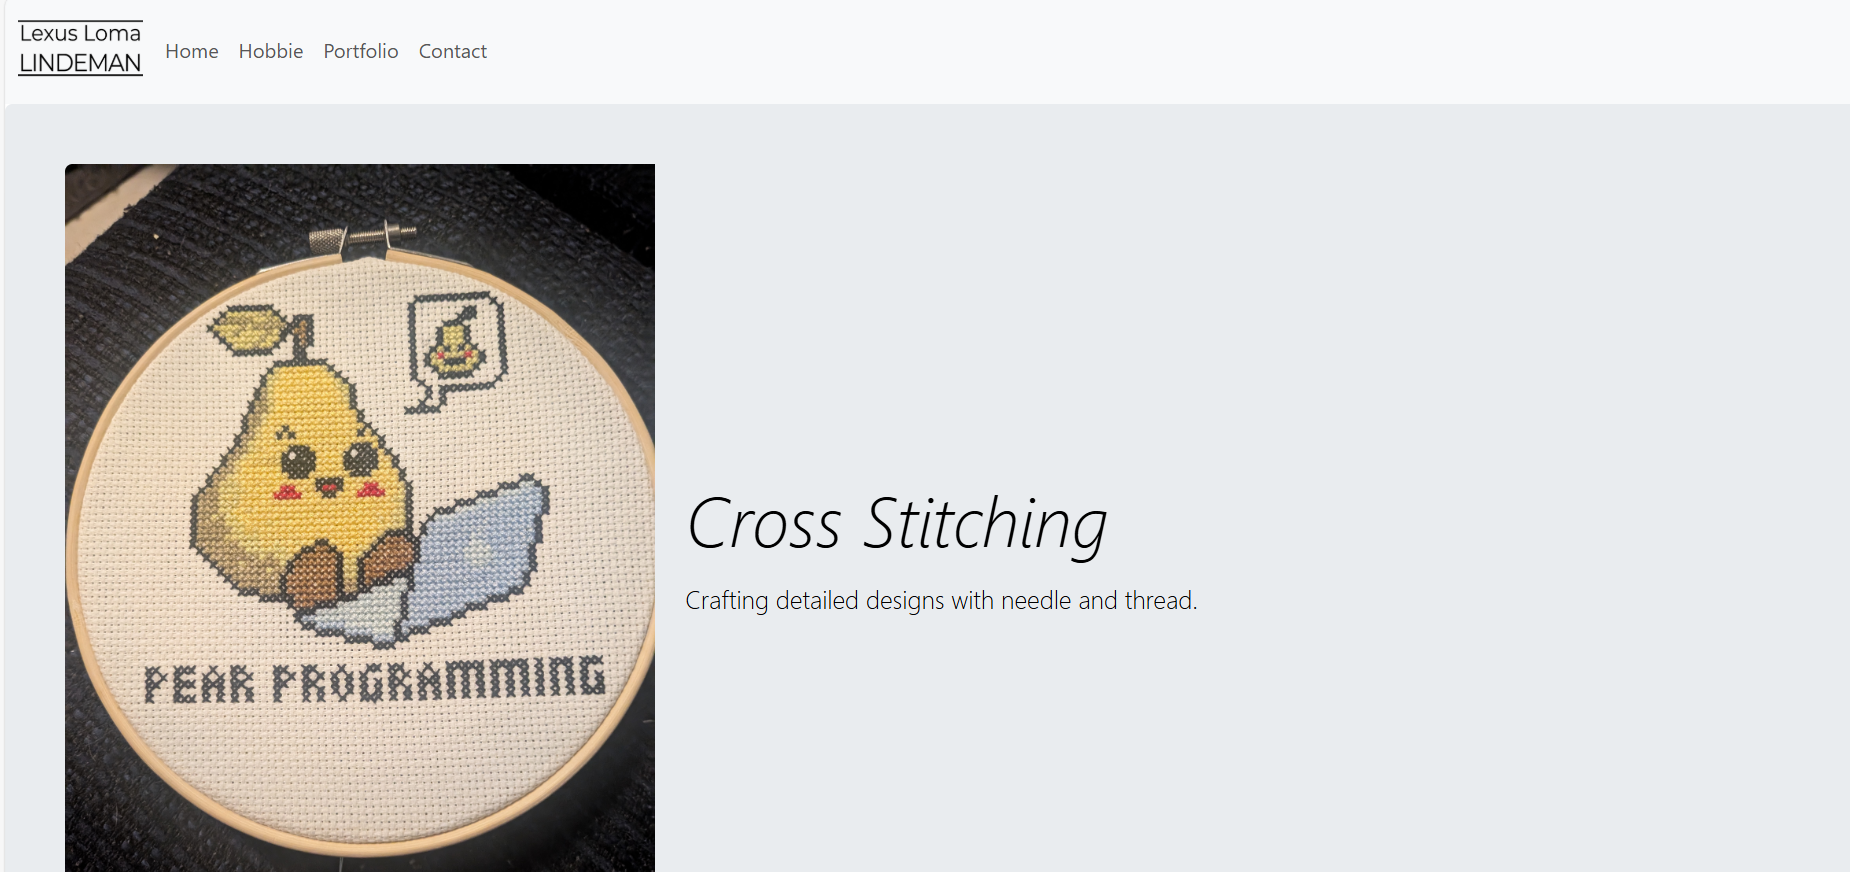 Lexus Loma
LINDEMAN
Home Hobbie Portfolio Contact
PEAR PROGRAMMING
Cross Stitching
Crafting detailed designs with needle and thread.